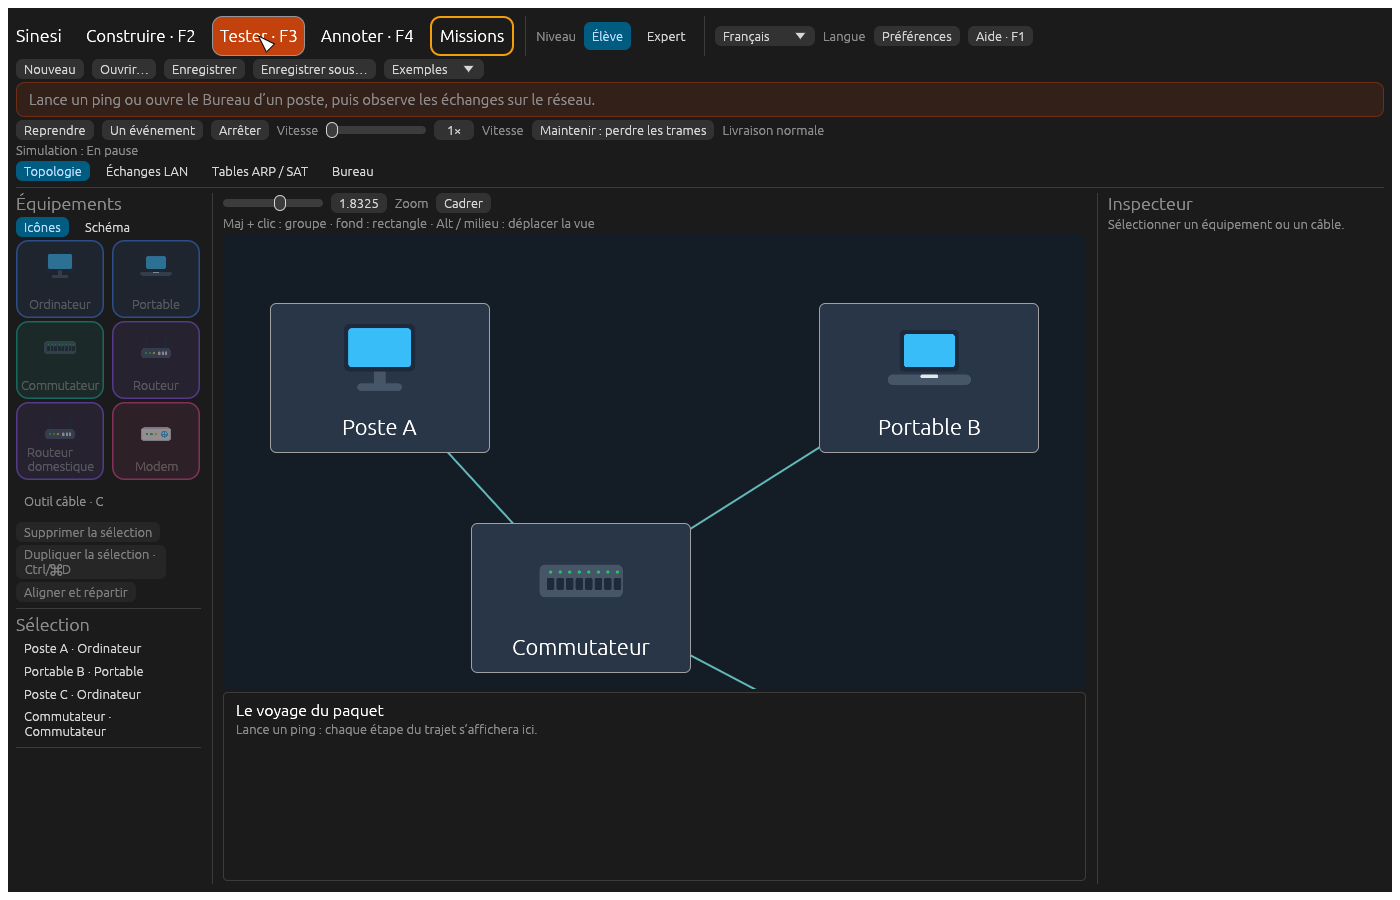 Sinesi Construire · F2 Tester · F3 Annoter · F4 Missions Niveau Élève Expert Français Langue Préférences Aide · F1
Nouveau Ouvrir… Enregistrer Enregistrer sous… Exemples
Lance un ping ou ouvre le Bureau d’un poste, puis observe les échanges sur le réseau.
Reprendre Un événement Arrêter Vitesse 1× Vitesse Maintenir : perdre les trames Livraison normale
Simulation : En pause
Topologie Échanges LAN Tables ARP / SAT Bureau
Équipements
Icônes Schéma
Ordinateur Portable
Commutateur Routeur
Routeur
domestique Modem
Outil câble · C
Supprimer la sélection
Dupliquer la sélection ·
Ctrl/⌘D
Aligner et répartir
Sélection
Poste A · Ordinateur
Portable B · Portable
Poste C · Ordinateur
Commutateur ·
Commutateur
1.8325 Zoom Cadrer
Maj + clic : groupe · fond : rectangle · Alt / milieu : déplacer la vue
Poste A
Portable B
Commutateur
Le voyage du paquet
Lance un ping : chaque étape du trajet s’affichera ici.
Inspecteur
Sélectionner un équipement ou un câble.